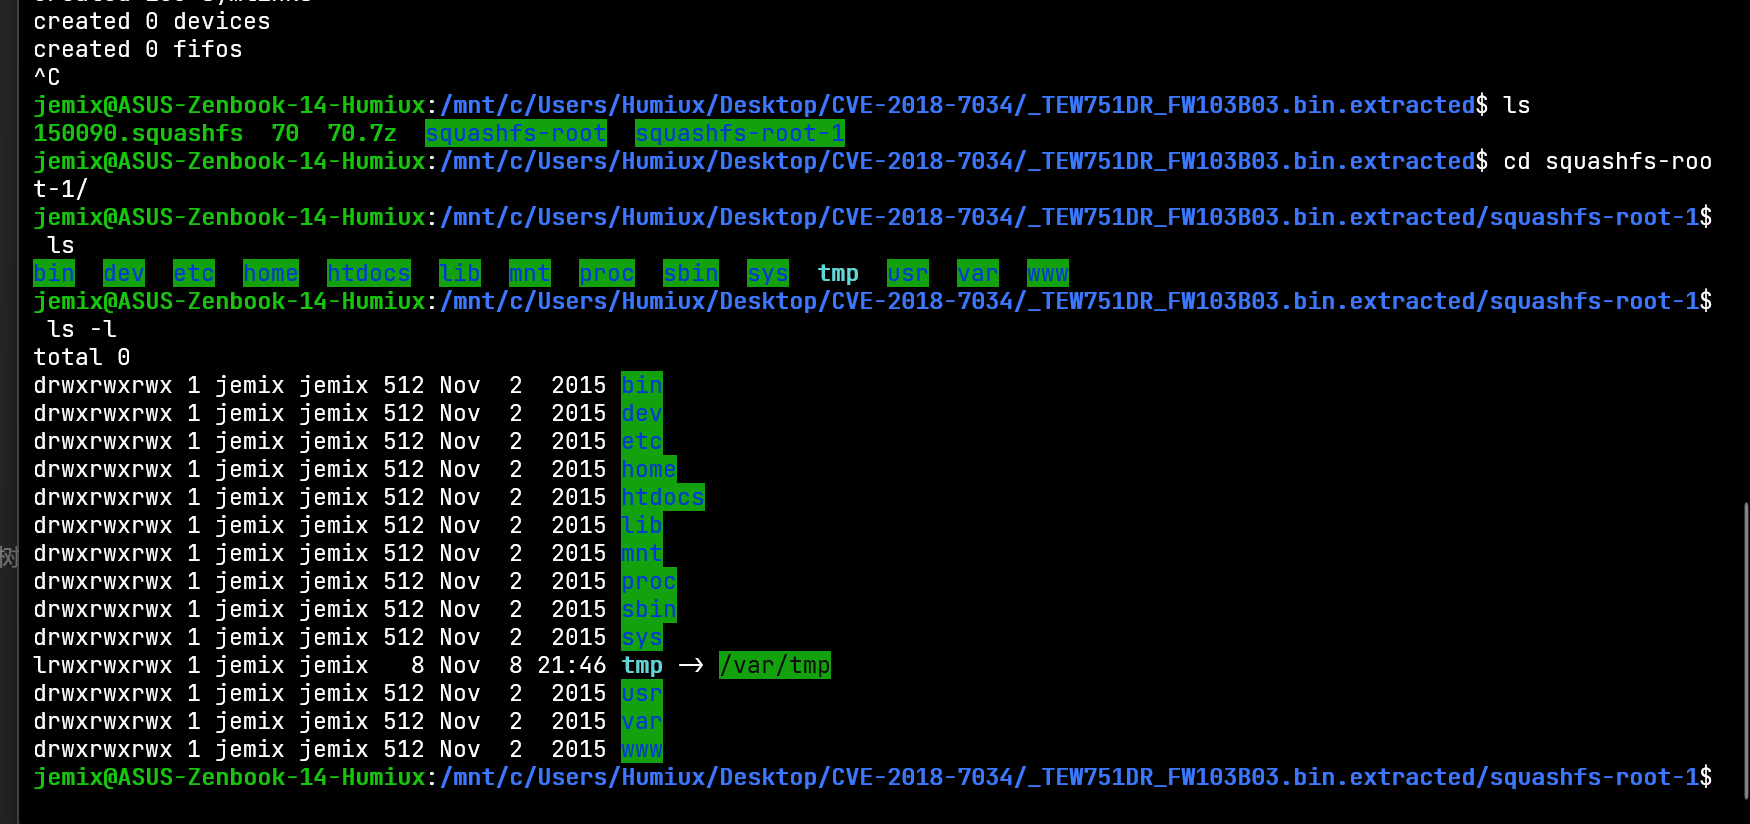 created 0 devices
created 0 fifos
^C
jemix@ASUS-Zenbook-14-Humiux:/mnt/c/Users/Humiux/Desktop/CVE-2018-7034/_TEW751DR_FW103B03.bin.extracted$ ls
150090.squashfs  70  70.7z  squashfs-root  squashfs-root-1
jemix@ASUS-Zenbook-14-Humiux:/mnt/c/Users/Humiux/Desktop/CVE-2018-7034/_TEW751DR_FW103B03.bin.extracted$ cd squashfs-roo
t-1/
jemix@ASUS-Zenbook-14-Humiux:/mnt/c/Users/Humiux/Desktop/CVE-2018-7034/_TEW751DR_FW103B03.bin.extracted/squashfs-root-1$
 ls
bin  dev  etc  home  htdocs  lib  mnt  proc  sbin  sys  tmp  usr  var  www
jemix@ASUS-Zenbook-14-Humiux:/mnt/c/Users/Humiux/Desktop/CVE-2018-7034/_TEW751DR_FW103B03.bin.extracted/squashfs-root-1$
 ls -l
total 0
drwxrwxrwx 1 jemix jemix 512 Nov  2  2015 bin
drwxrwxrwx 1 jemix jemix 512 Nov  2  2015 dev
drwxrwxrwx 1 jemix jemix 512 Nov  2  2015 etc
drwxrwxrwx 1 jemix jemix 512 Nov  2  2015 home
drwxrwxrwx 1 jemix jemix 512 Nov  2  2015 htdocs
drwxrwxrwx 1 jemix jemix 512 Nov  2  2015 lib
drwxrwxrwx 1 jemix jemix 512 Nov  2  2015 mnt
drwxrwxrwx 1 jemix jemix 512 Nov  2  2015 proc
drwxrwxrwx 1 jemix jemix 512 Nov  2  2015 sbin
drwxrwxrwx 1 jemix jemix 512 Nov  2  2015 sys
lrwxrwxrwx 1 jemix jemix   8 Nov  8 21:46 tmp -> /var/tmp
drwxrwxrwx 1 jemix jemix 512 Nov  2  2015 usr
drwxrwxrwx 1 jemix jemix 512 Nov  2  2015 var
drwxrwxrwx 1 jemix jemix 512 Nov  2  2015 www
jemix@ASUS-Zenbook-14-Humiux:/mnt/c/Users/Humiux/Desktop/CVE-2018-7034/_TEW751DR_FW103B03.bin.extracted/squashfs-root-1$
树